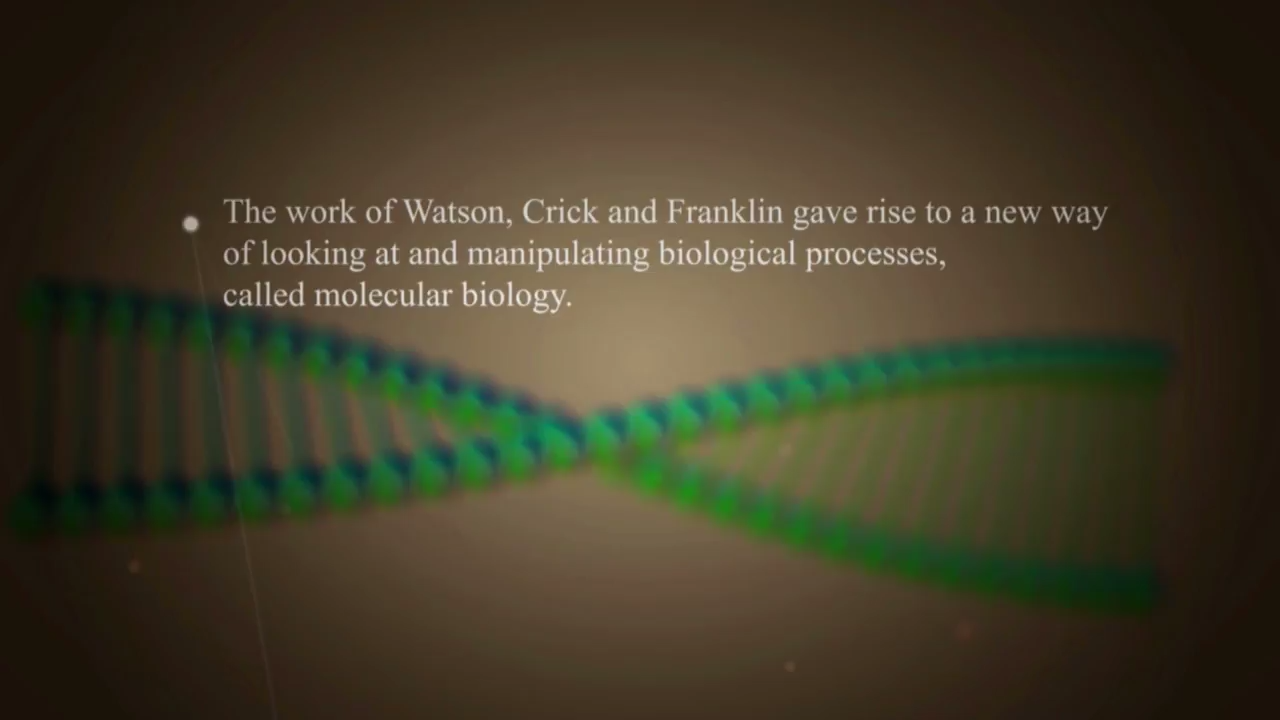 The work of Watson, Crick and Franklin gave rise to a new way
of looking at and manipulating biological processes,
called molecular biology.